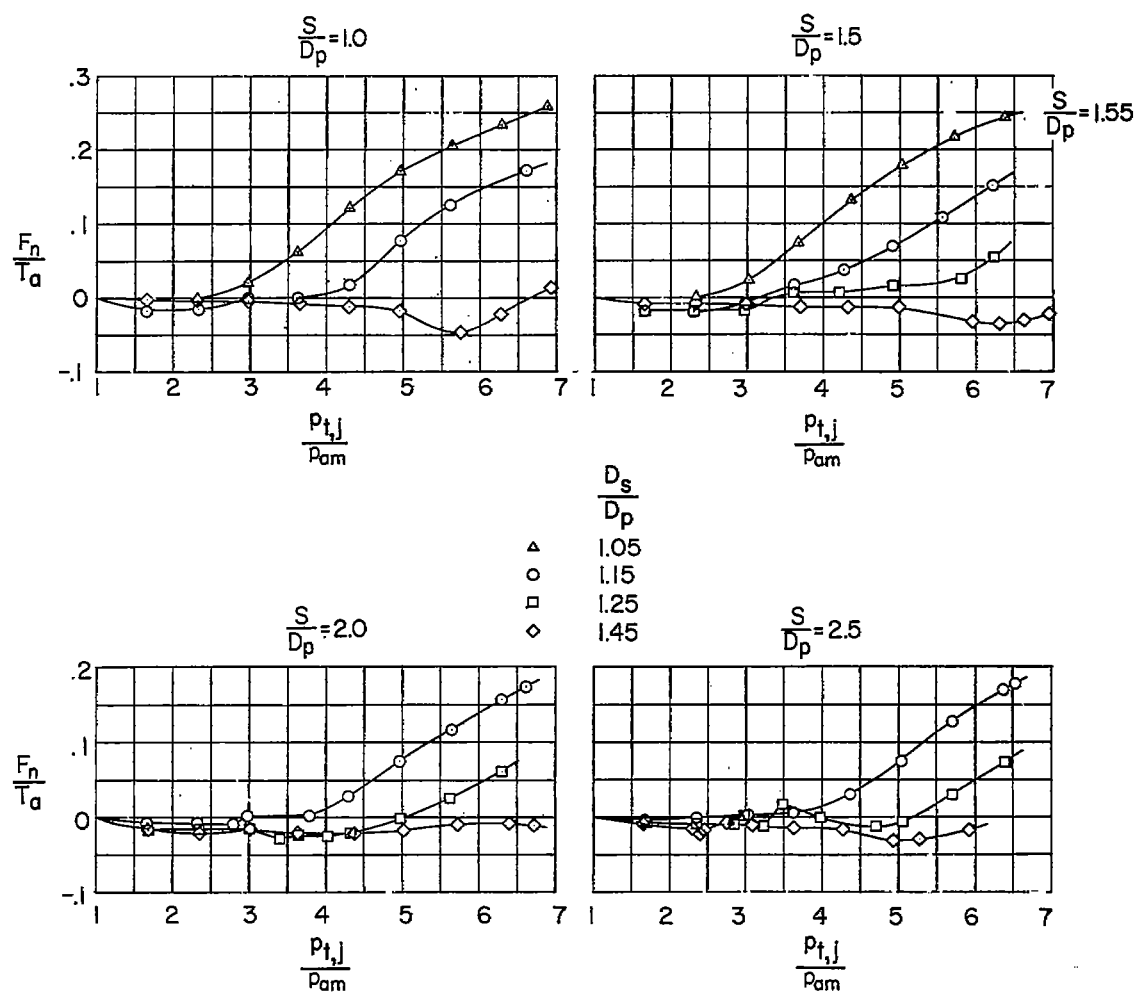 S/Dp = 1.0
S/Dp = 1.5
.3
.2
.1
0
-.1
Fn/Ta
S/Dp = 1.55
1 2 3 4 5 6 7
1 2 3 4 5 6 7
pt,j/pam
pt,j/pam
Ds/Dp
1.05
1.15
1.25
1.45
S/Dp = 2.0
S/Dp = 2.5
.2
.1
0
-.1
Fn/Ta
1 2 3 4 5 6 7
1 2 3 4 5 6 7
pt,j/pam
pt,j/pam